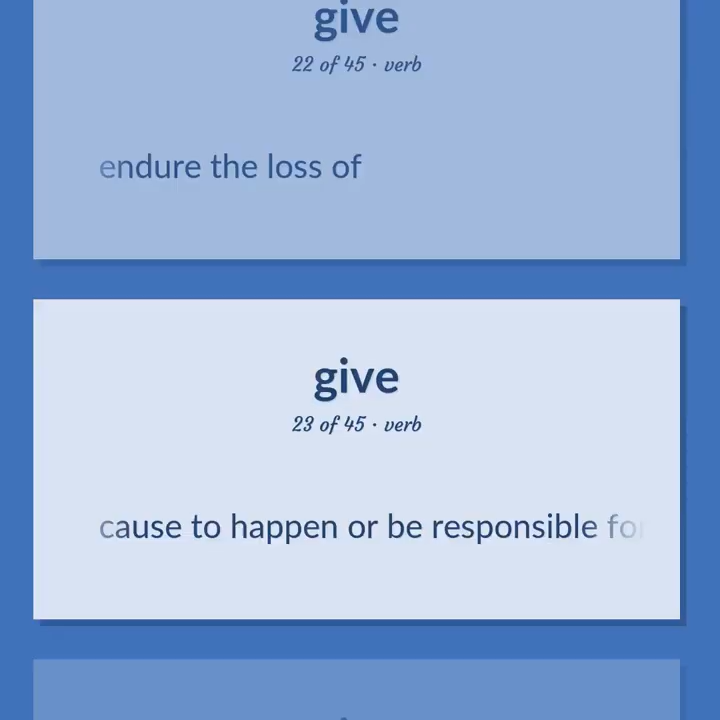 give
22 of 45 · verb
endure the loss of
give
23 of 45 · verb
cause to happen or be responsible for